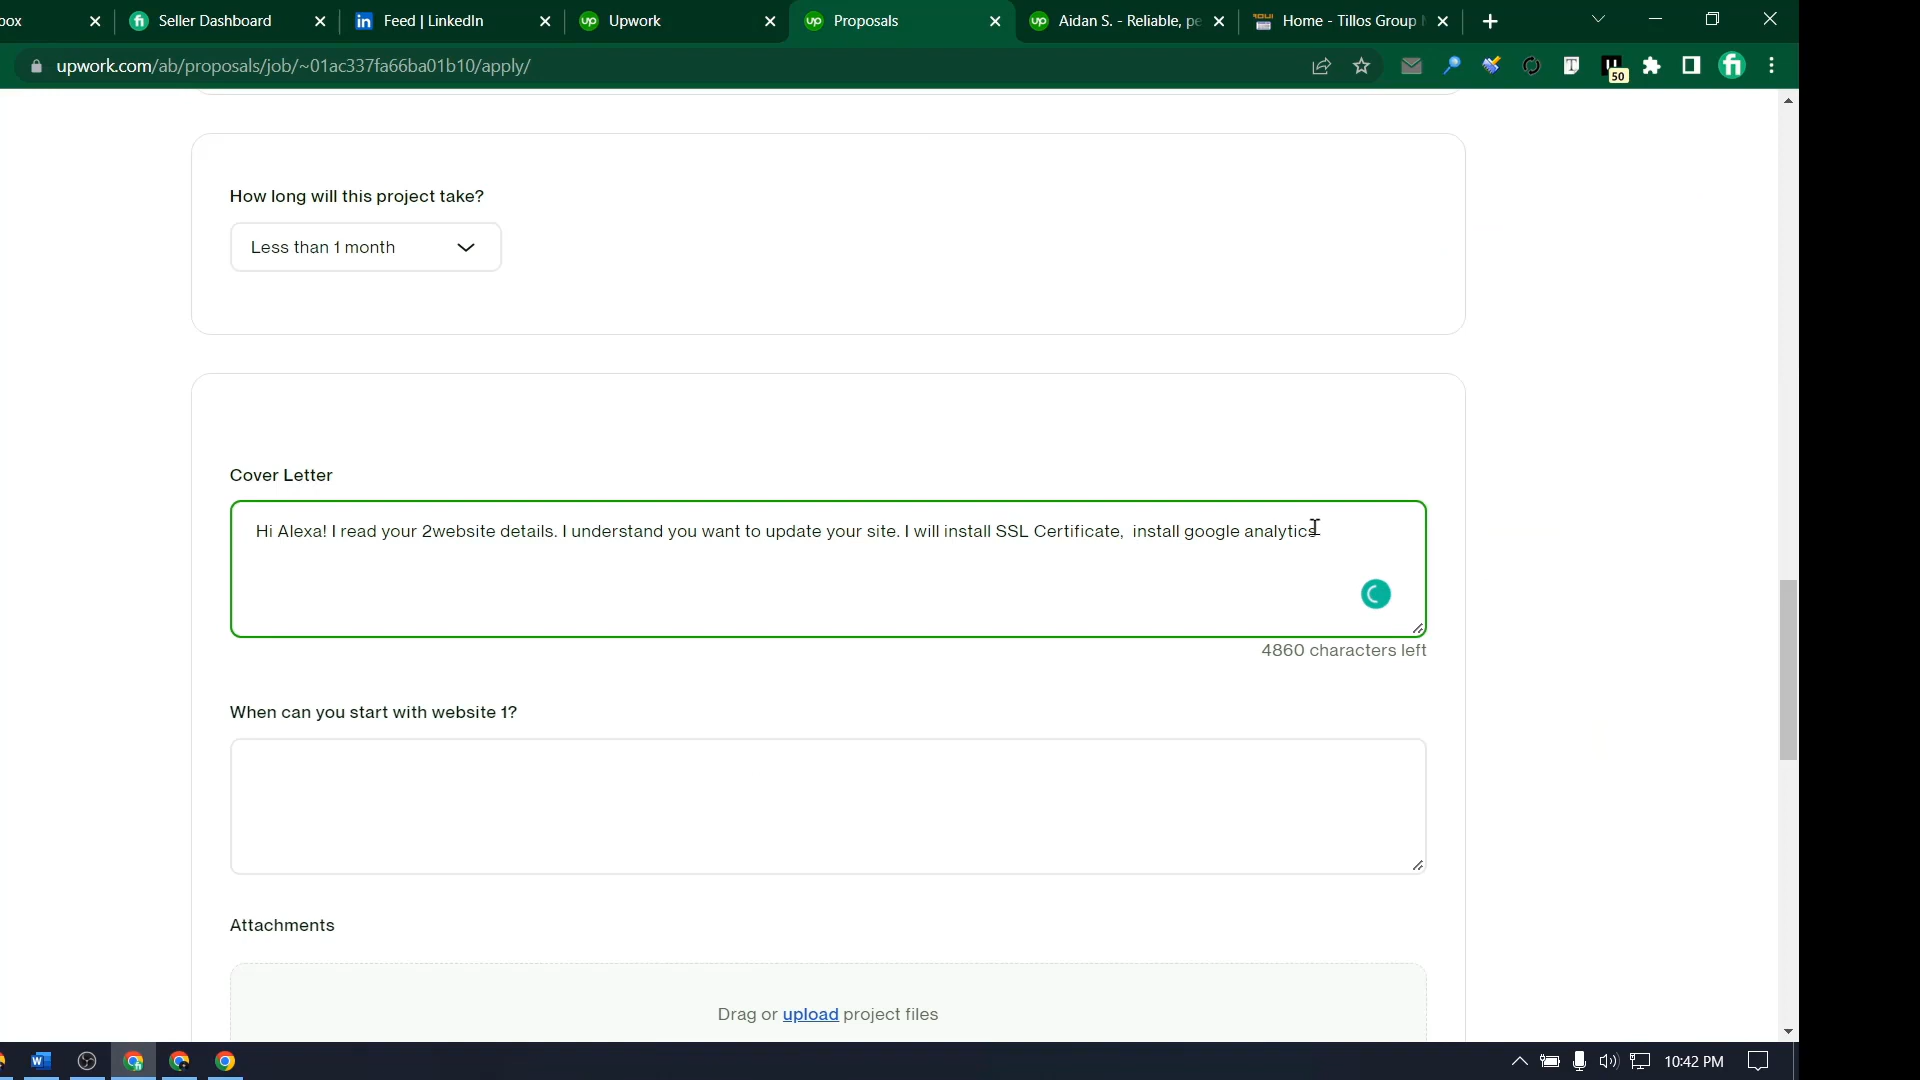 box
Seller Dashboard
Feed | LinkedIn
Upwork
Proposals
Aidan S. - Reliable, pe
Home - Tillos Group
upwork.com/ab/proposals/job/~01ac337fa66ba01b10/apply/
50
How long will this project take?
Less than 1 month
Cover Letter
Hi Alexa! I read your 2website details. I understand you want to update your site. I will install SSL Certificate,  install google analytics
4860 characters left
When can you start with website 1?
Attachments
Drag or upload project files
10:42 PM